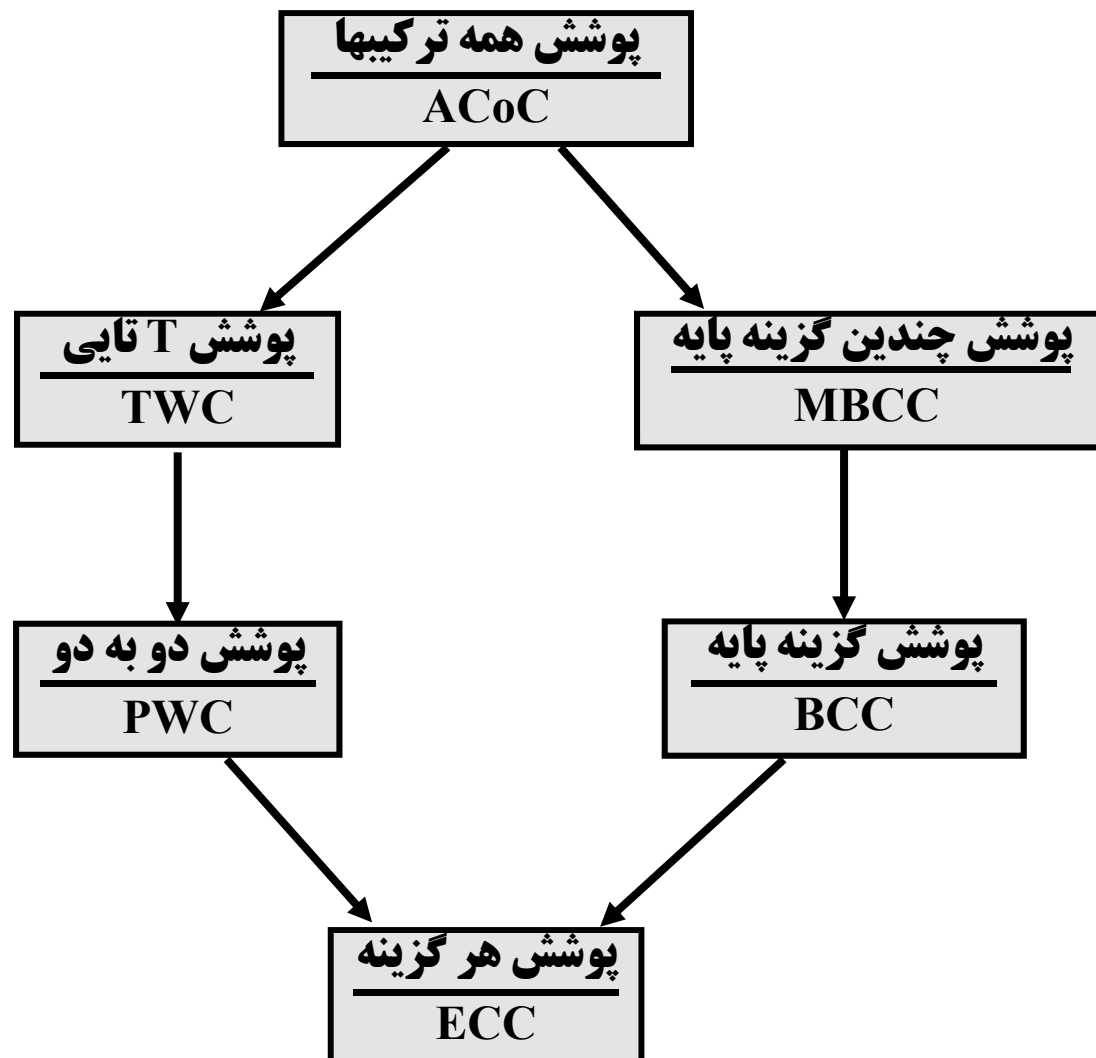 پوشش همه ترکیبها
ACoC
پوشش T تایی
TWC
پوشش چندین گزینه پایه
MBCC
پوشش دو به دو
PWC
پوشش گزینه پایه
BCC
پوشش هر گزینه
ECC